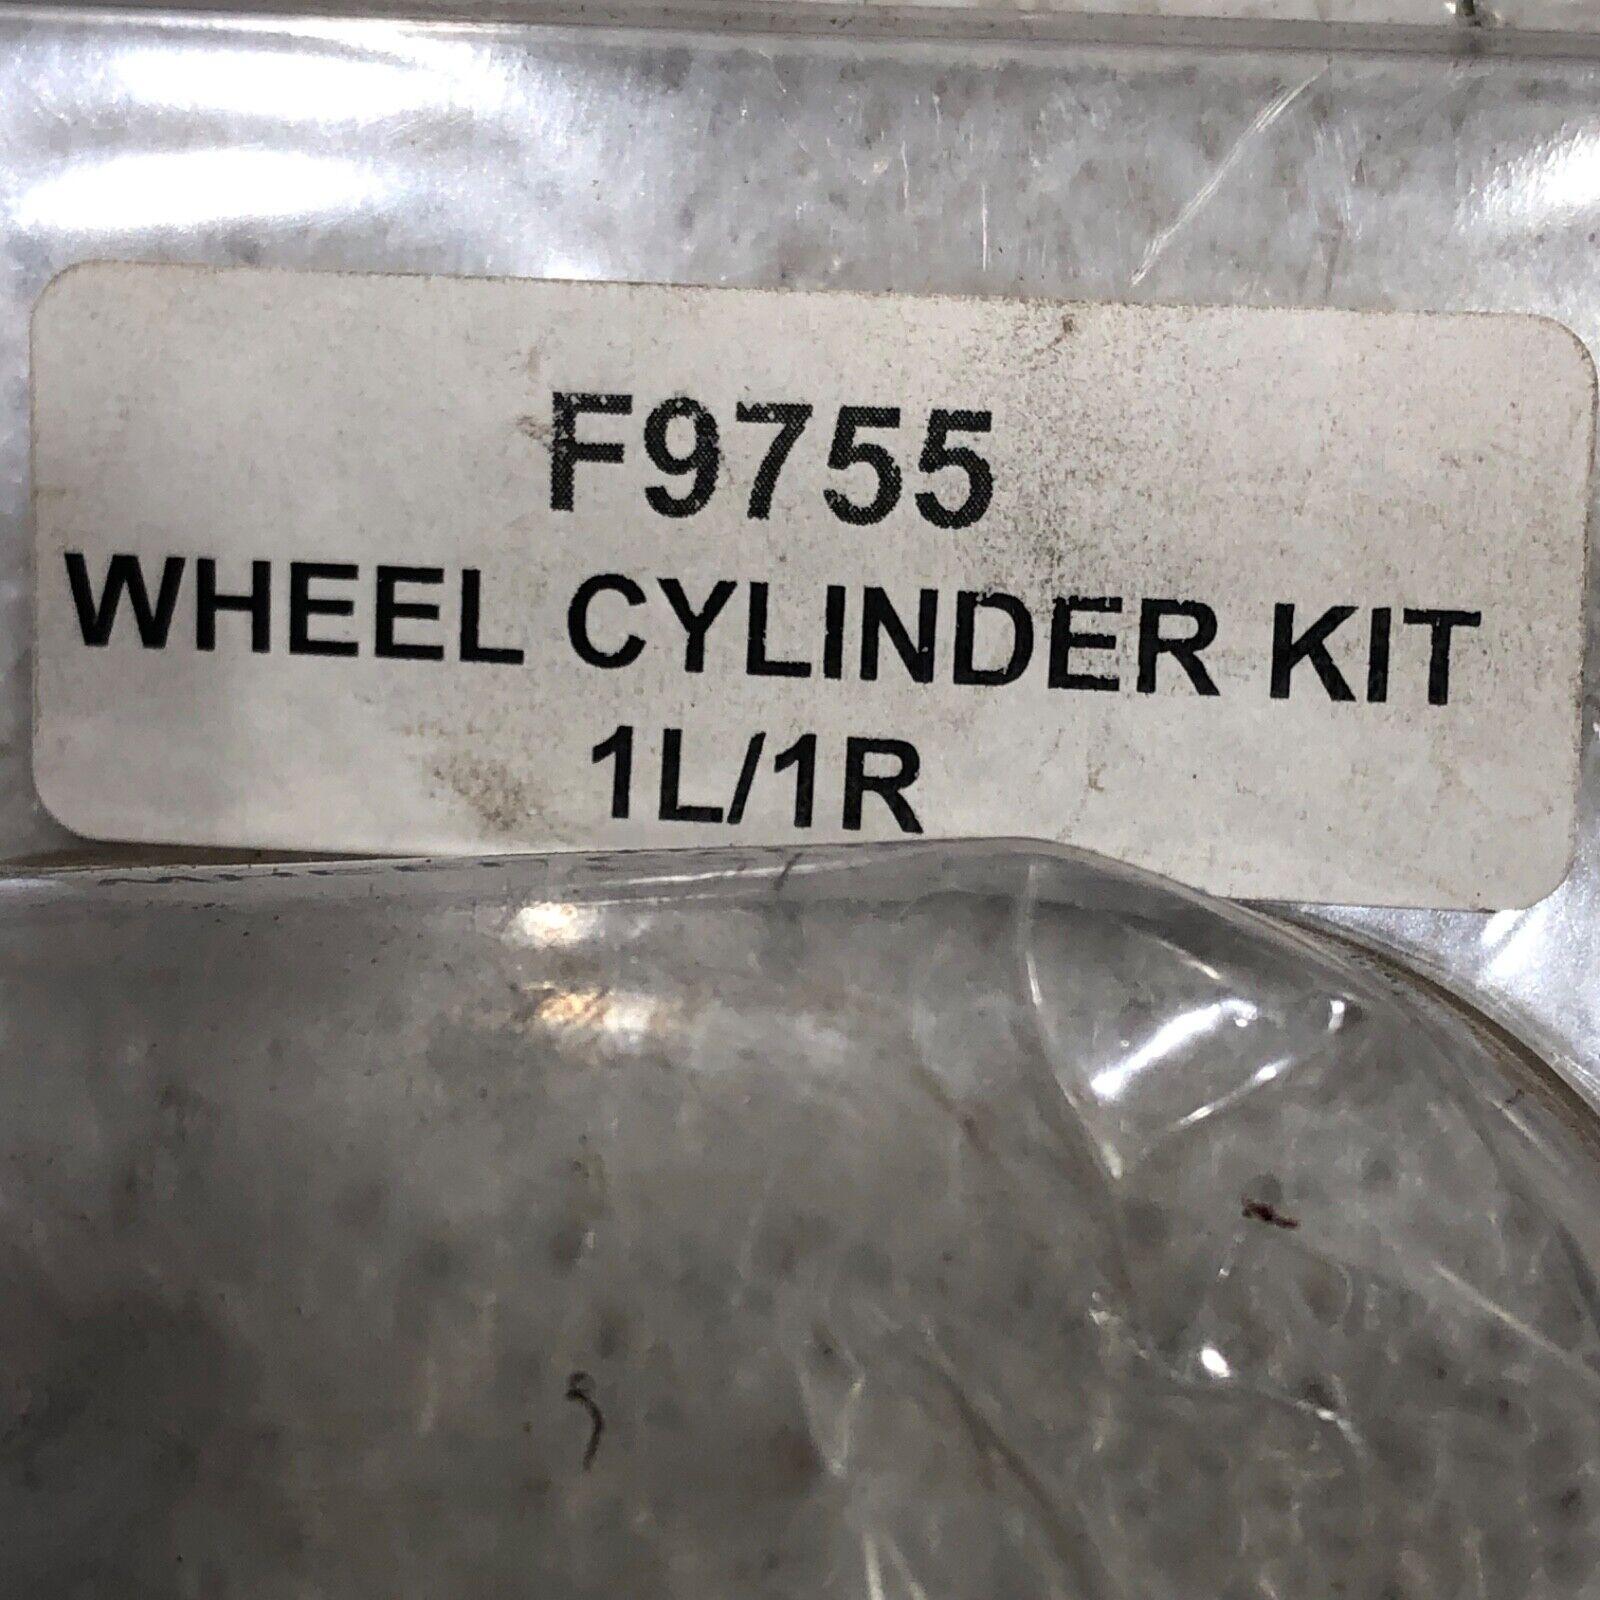 F9755
WHEEL CYLINDER KIT
1L/1R